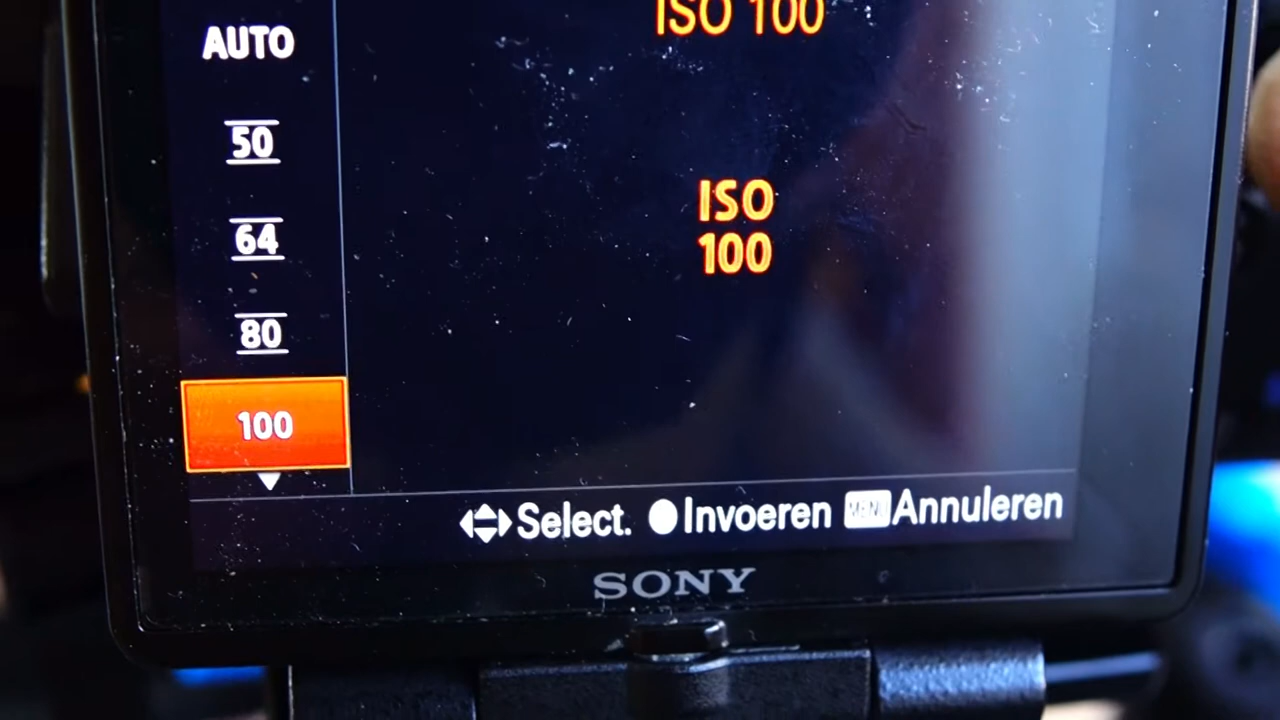 ISO 100
AUTO
50
64
80
100
ISO
100
Select. Invoeren MENU Annuleren
SONY